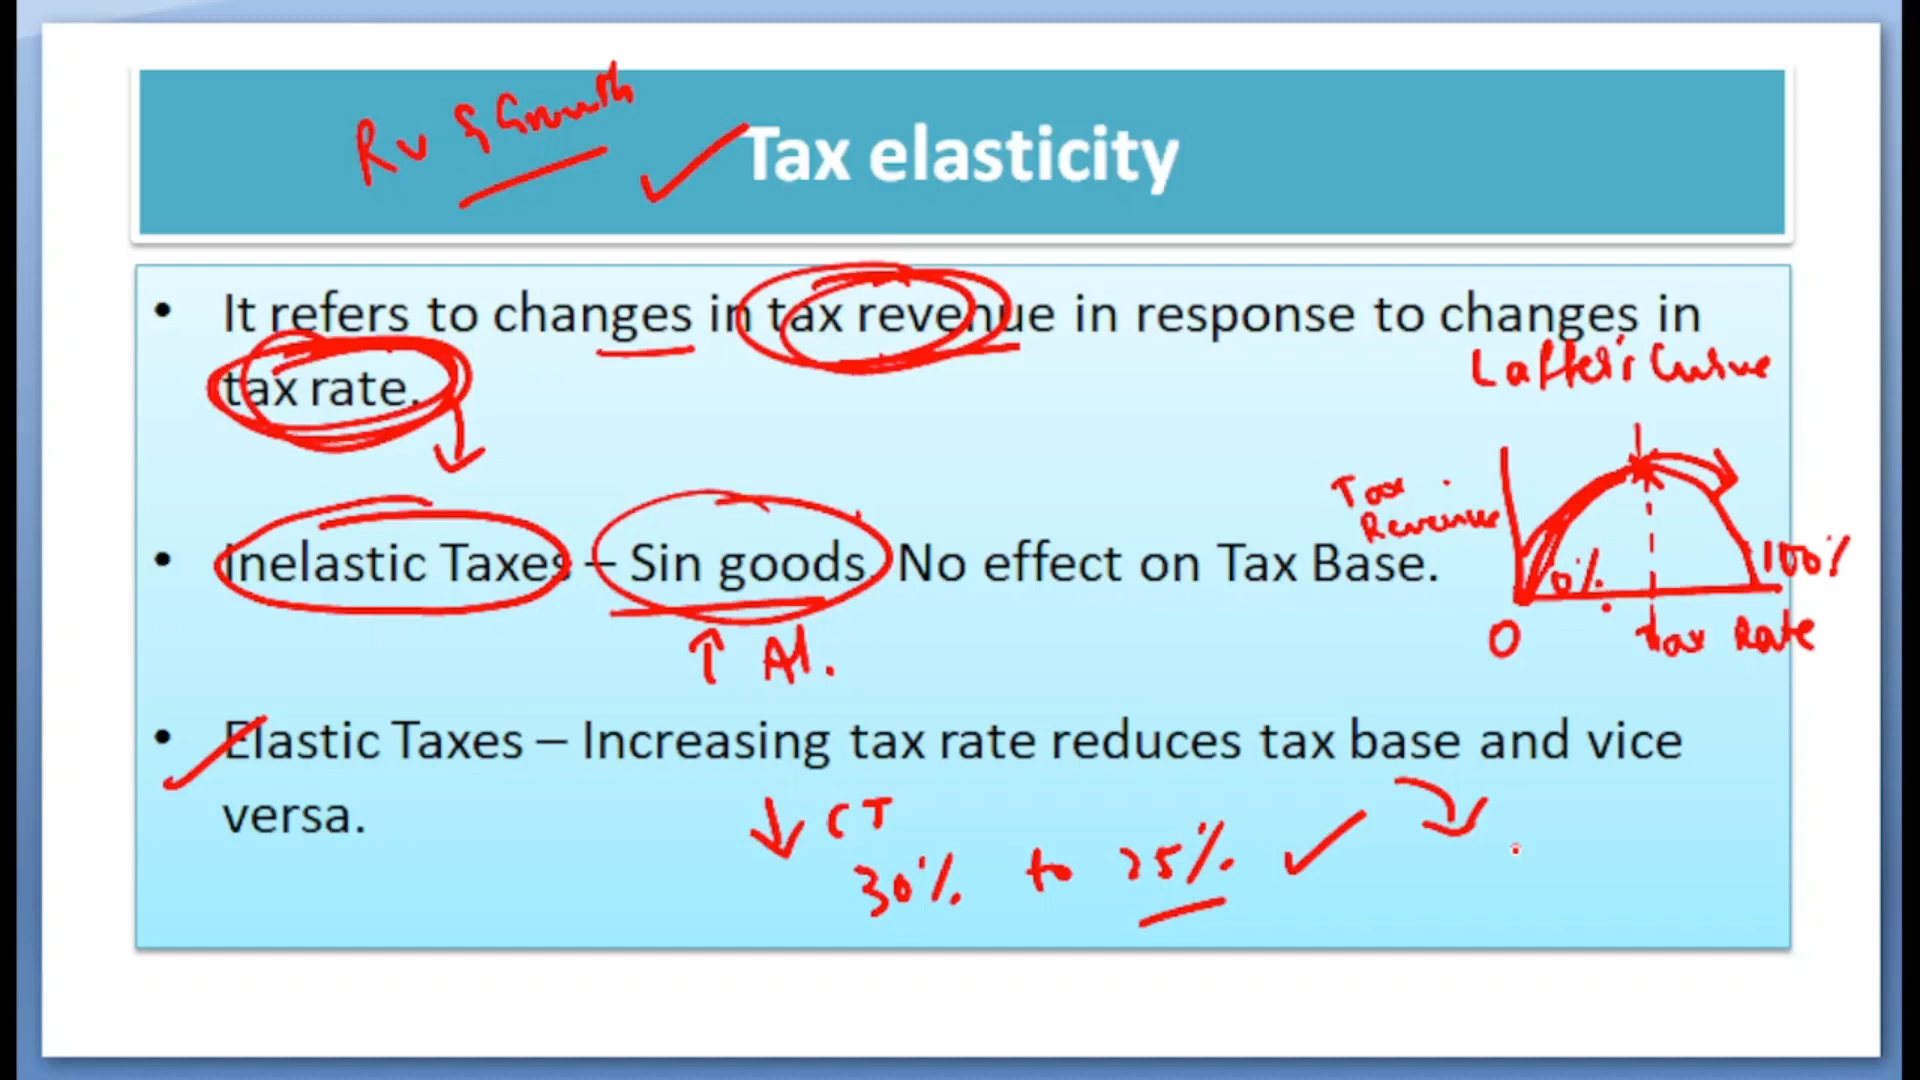 Rv & Growth
Tax elasticity
• It refers to changes in tax revenue in response to changes in
tax rate.
Laffer's Curve
Tax
Revenue
• Inelastic Taxes – Sin goods. No effect on Tax Base.
0%
100%
0
Tax Rate
↑ Al.
• Elastic Taxes – Increasing tax rate reduces tax base and vice
versa.
↓ CT
30% to 25%